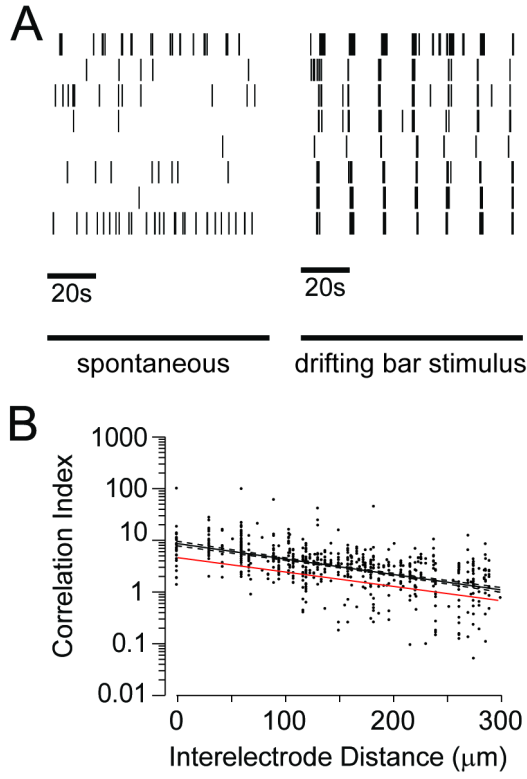 A
20s
20s
spontaneous
drifting bar stimulus
B
1000
100
10
1
0.1
0.01
Correlation Index
0
100
200
300
Interelectrode Distance (μm)